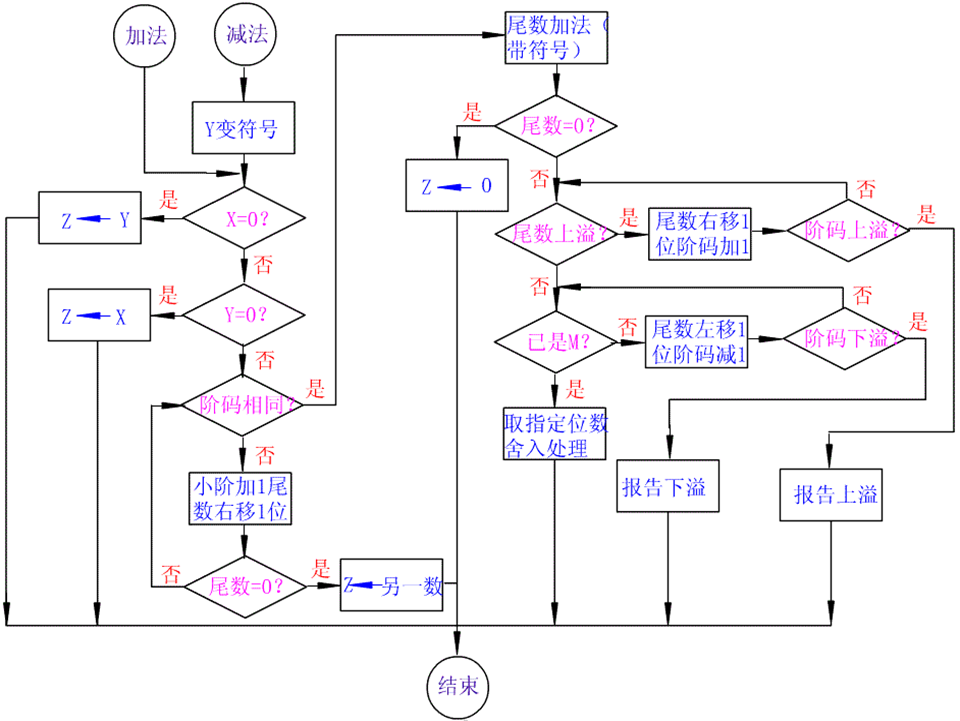 加法
减法
Y变符号
X=0?
是
Z Y
否
Y=0?
是
Z X
否
阶码相同?
是
否
小阶加1尾
数右移1位
尾数=0?
否
是
Z 另一数
尾数加法(
带符号)
尾数=0?
是
Z 0
否
尾数上溢?
是
尾数右移1
位阶码加1
阶码上溢?
否
是
否
已是M?
否
尾数左移1
位阶码减1
阶码下溢?
否
是
是
取指定位数
舍入处理
报告下溢
报告上溢
结束